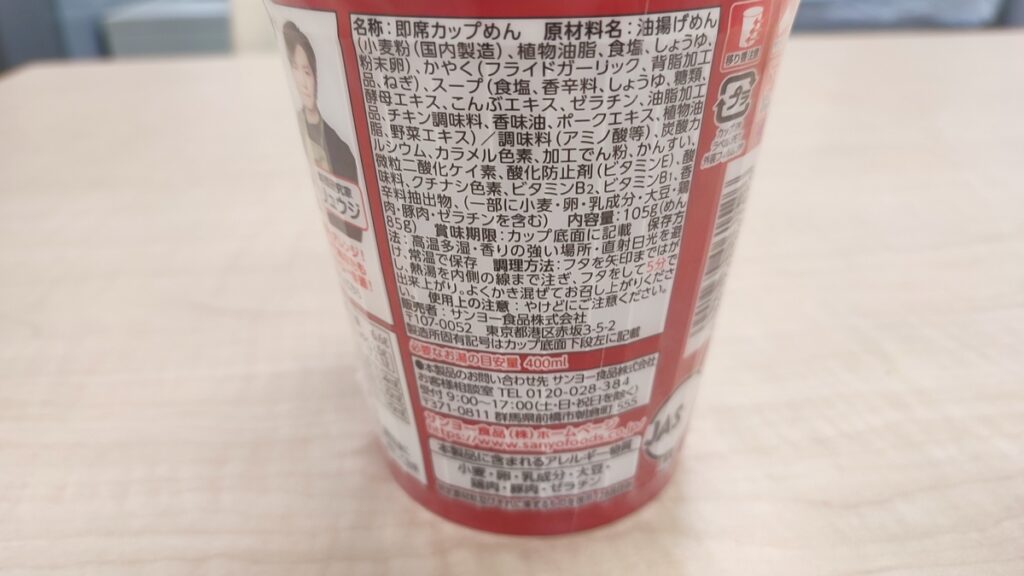 名称:即席カップめん 原材料名:油揚げめん
(小麦粉(国内製造)、植物油脂、食塩、しょうゆ、
粉末卵)、かやく(フライドガーリック、背脂加工
品、ねぎ)、スープ(食塩、香辛料、しょうゆ、糖類、
酵母エキス、こんぶエキス、ゼラチン、油脂加工
品、チキン調味料、香味油、ポークエキス、植物油
脂、野菜エキス)/調味料(アミノ酸等)、炭酸カ
ルシウム、カラメル色素、加工でん粉、かんすい、
微粒二酸化ケイ素、酸化防止剤(ビタミンE)、酸
味料、クチナシ色素、ビタミンB₂、ビタミンB₁、香
辛料抽出物(一部に小麦・卵・乳成分・大豆・鶏
肉・豚肉・ゼラチンを含む) 内容量:105g(めん
85g) 賞味期限:カップ底面に記載 保存方
法:高温多湿・香りの強い場所・直射日光を避
け、常温で保存 調理方法:フタを矢印まではが
し、熱湯を内側の線まで注ぎ、フタをして5分で
出来上がり。よくかき混ぜてお召し上がりくださ
い。 使用上の注意:やけどにご注意ください。
販売者:サンヨー食品株式会社
〒107-0052 東京都港区赤坂3-5-2
製造所固有記号はカップ底面下段左に記載
必要なお湯の目安量 400ml
●本製品のお問い合わせ先 サンヨー食品株式会社
お客様相談室 TEL 0120-028-384
受付 9:00〜17:00(土・日・祝日を除く)
〒371-0811 群馬県前橋市朝倉町 555
サンヨー食品(株)ホームページ
https://www.sanyofoods.co.jp/
本製品に含まれるアレルギー物質
小麦・卵・乳成分・大豆・
鶏肉・豚肉・ゼラチン
JAS